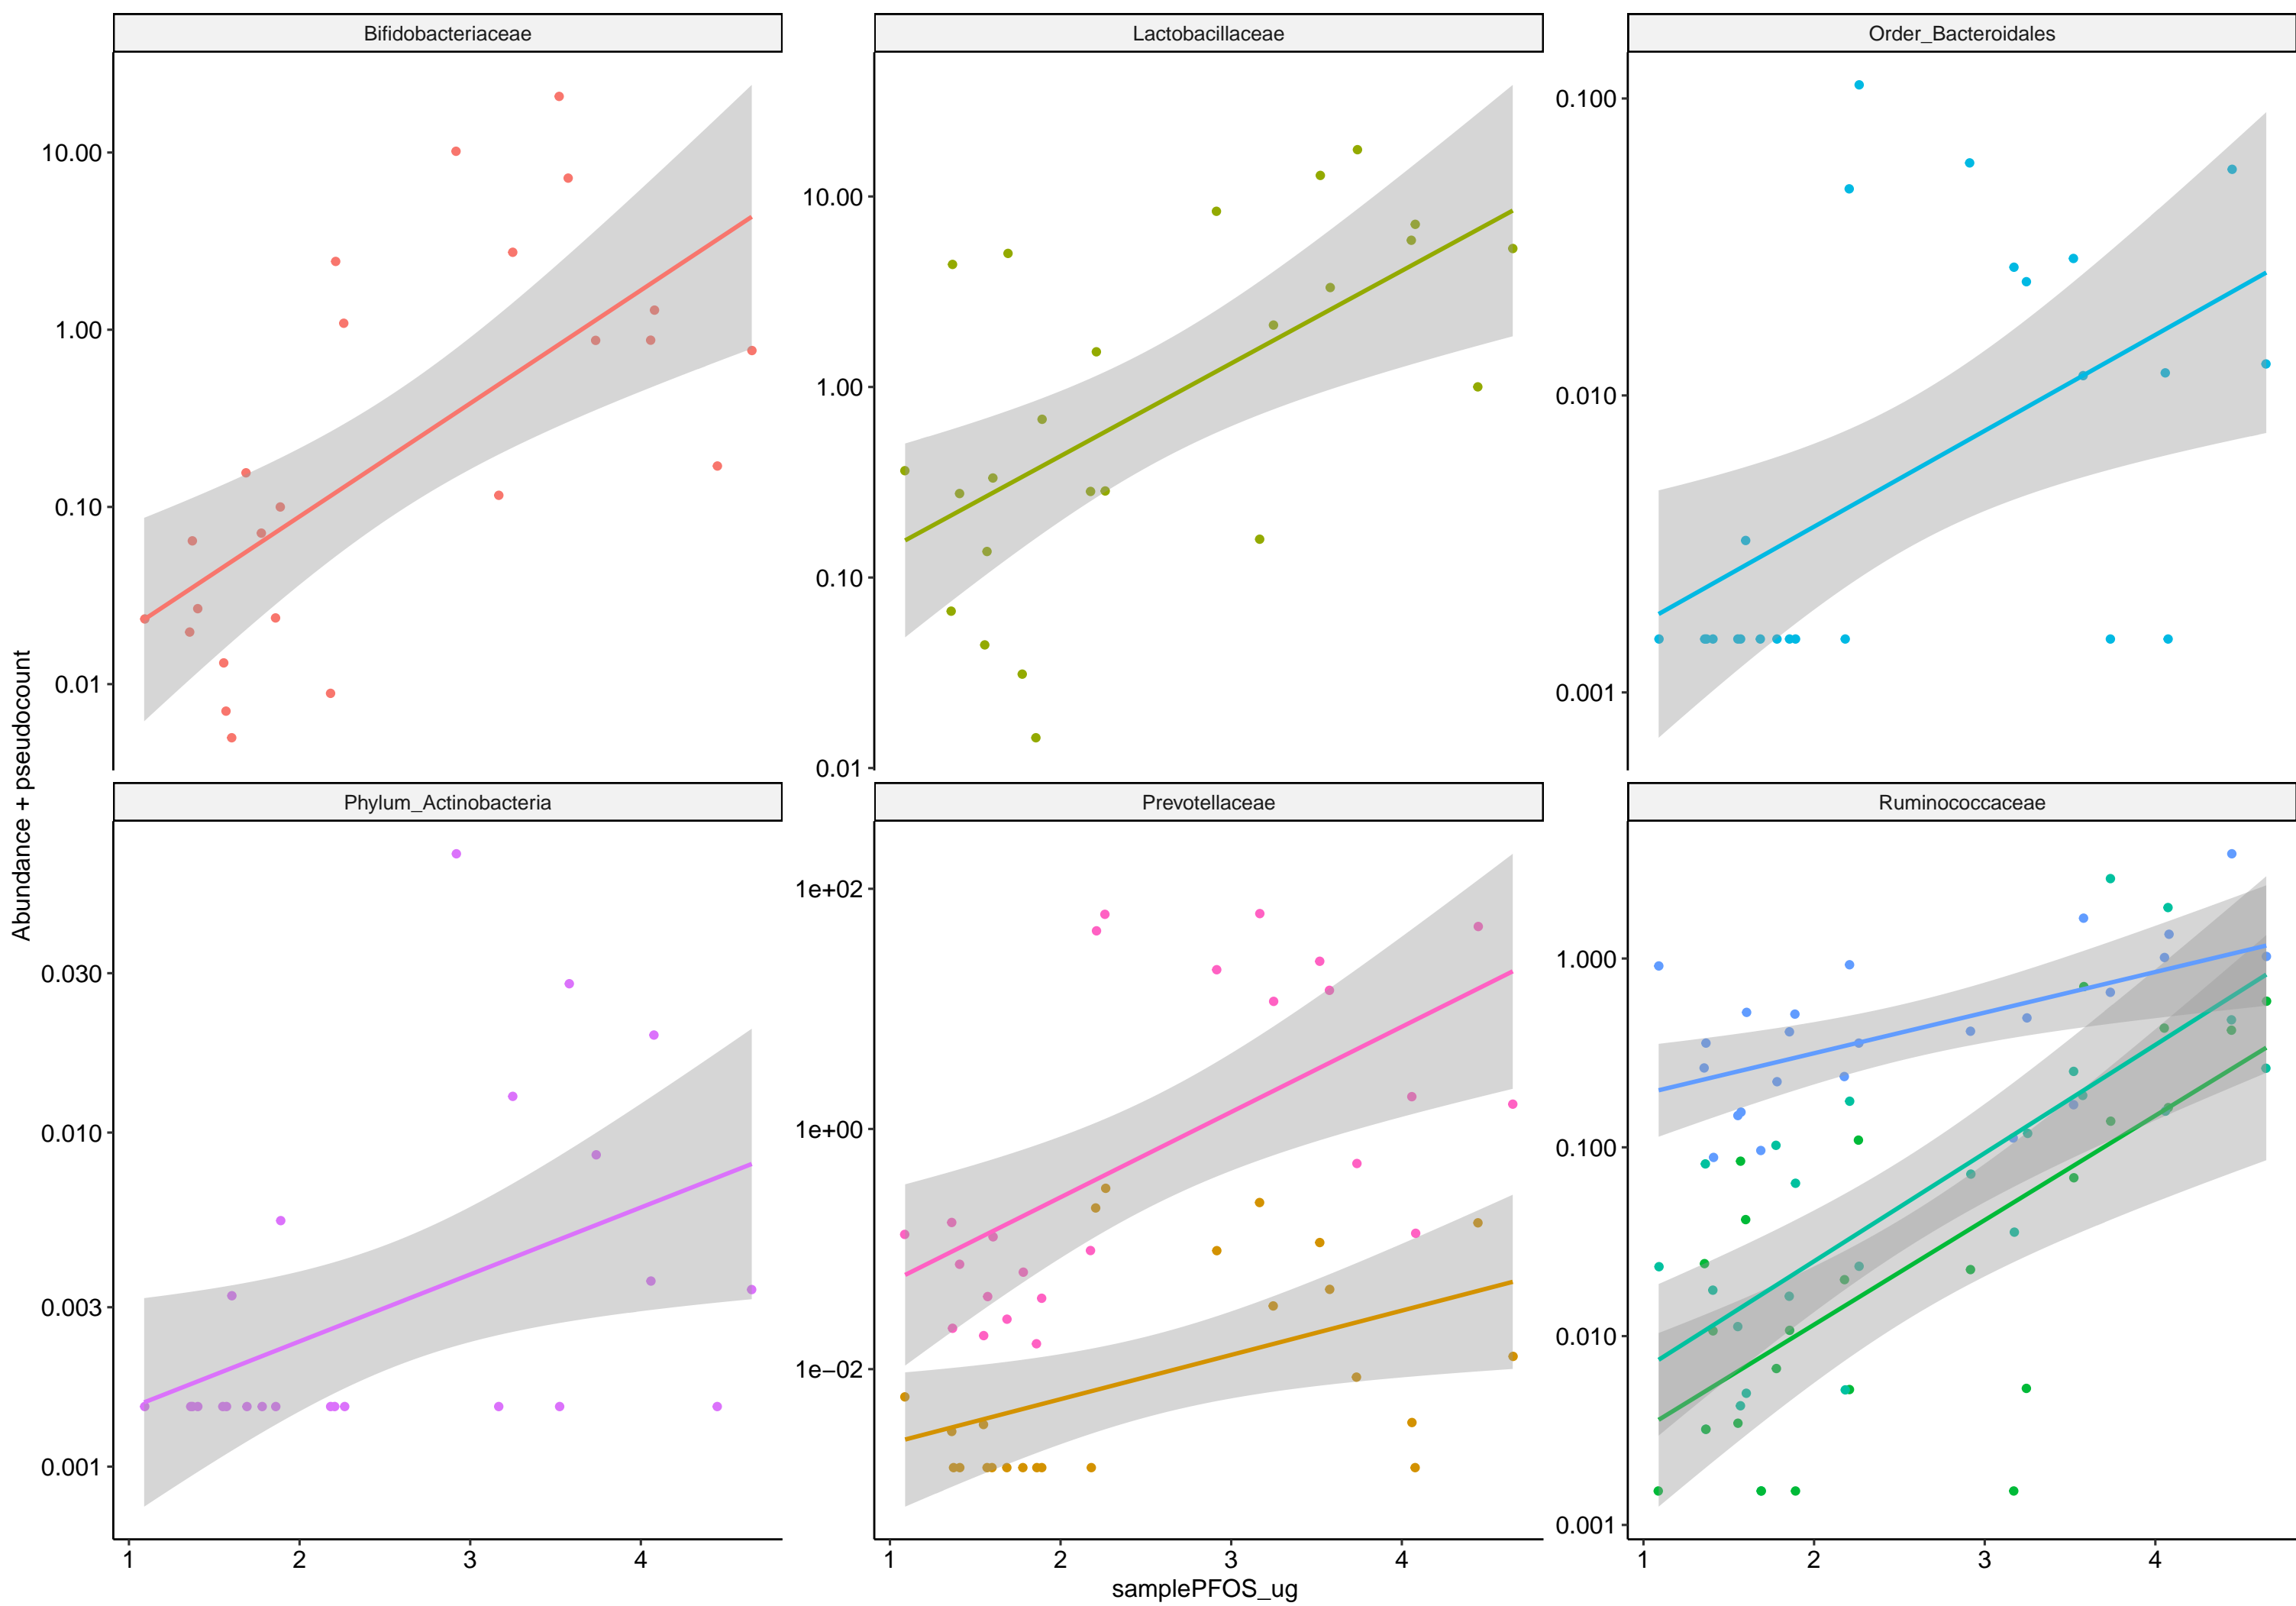 Bifidobacteriaceae
Lactobacillaceae
Order_Bacteroidales
10.00
1.00
0.10
0.01
10.00
1.00
0.10
0.01
0.100
0.010
0.001
Phylum_Actinobacteria
Prevotellaceae
Ruminococcaceae
0.030
0.010
0.003
0.001
1e+02
1e+00
1e−02
1.000
0.100
0.010
0.001
1 2 3 4
1 2 3 4
1 2 3 4
samplePFOS_ug
Abundance + pseudocount